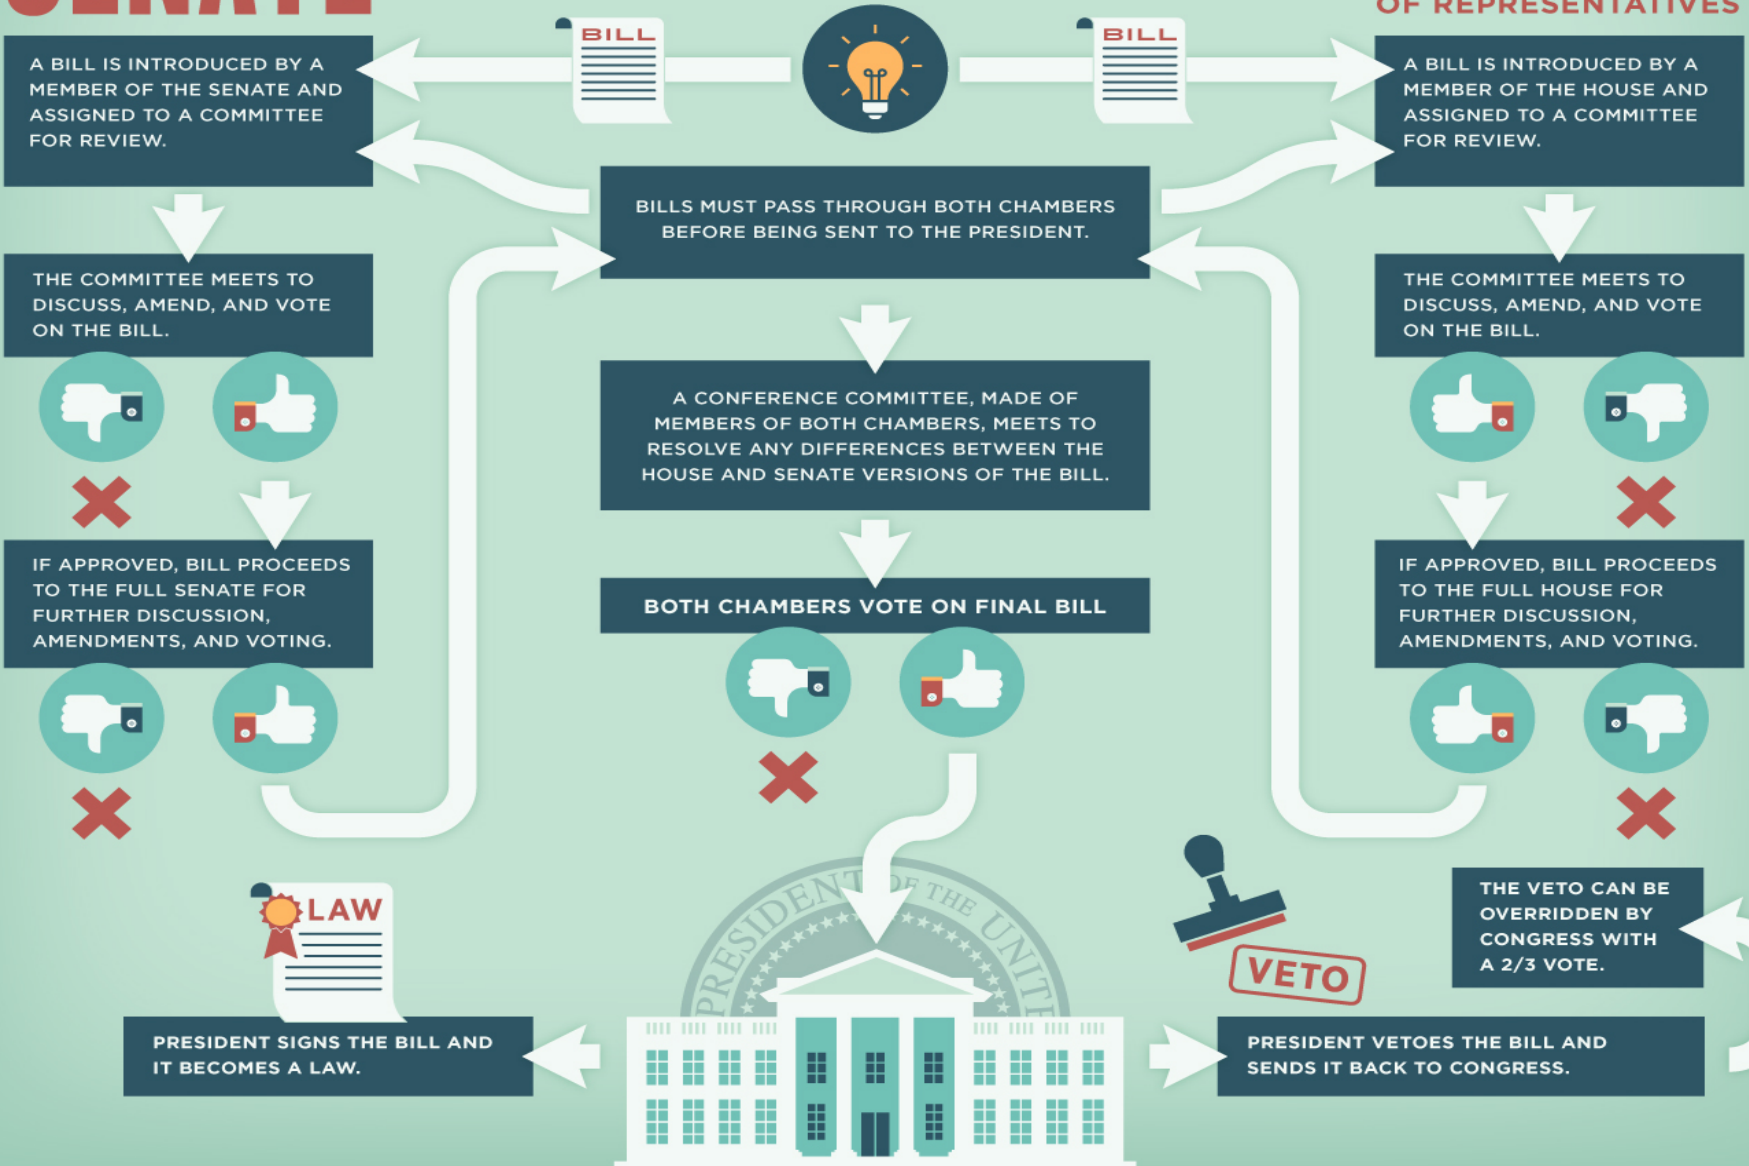 SENATE
OF REPRESENTATIVES
BILL
BILL
A BILL IS INTRODUCED BY A
MEMBER OF THE SENATE AND
ASSIGNED TO A COMMITTEE
FOR REVIEW.
A BILL IS INTRODUCED BY A
MEMBER OF THE HOUSE AND
ASSIGNED TO A COMMITTEE
FOR REVIEW.
BILLS MUST PASS THROUGH BOTH CHAMBERS
BEFORE BEING SENT TO THE PRESIDENT.
THE COMMITTEE MEETS TO
DISCUSS, AMEND, AND VOTE
ON THE BILL.
THE COMMITTEE MEETS TO
DISCUSS, AMEND, AND VOTE
ON THE BILL.
A CONFERENCE COMMITTEE, MADE OF
MEMBERS OF BOTH CHAMBERS, MEETS TO
RESOLVE ANY DIFFERENCES BETWEEN THE
HOUSE AND SENATE VERSIONS OF THE BILL.
IF APPROVED, BILL PROCEEDS
TO THE FULL SENATE FOR
FURTHER DISCUSSION,
AMENDMENTS, AND VOTING.
IF APPROVED, BILL PROCEEDS
TO THE FULL HOUSE FOR
FURTHER DISCUSSION,
AMENDMENTS, AND VOTING.
BOTH CHAMBERS VOTE ON FINAL BILL
LAW
PRESIDENT OF THE UNITE
VETO
THE VETO CAN BE
OVERRIDDEN BY
CONGRESS WITH
A 2/3 VOTE.
PRESIDENT SIGNS THE BILL AND
IT BECOMES A LAW.
PRESIDENT VETOES THE BILL AND
SENDS IT BACK TO CONGRESS.